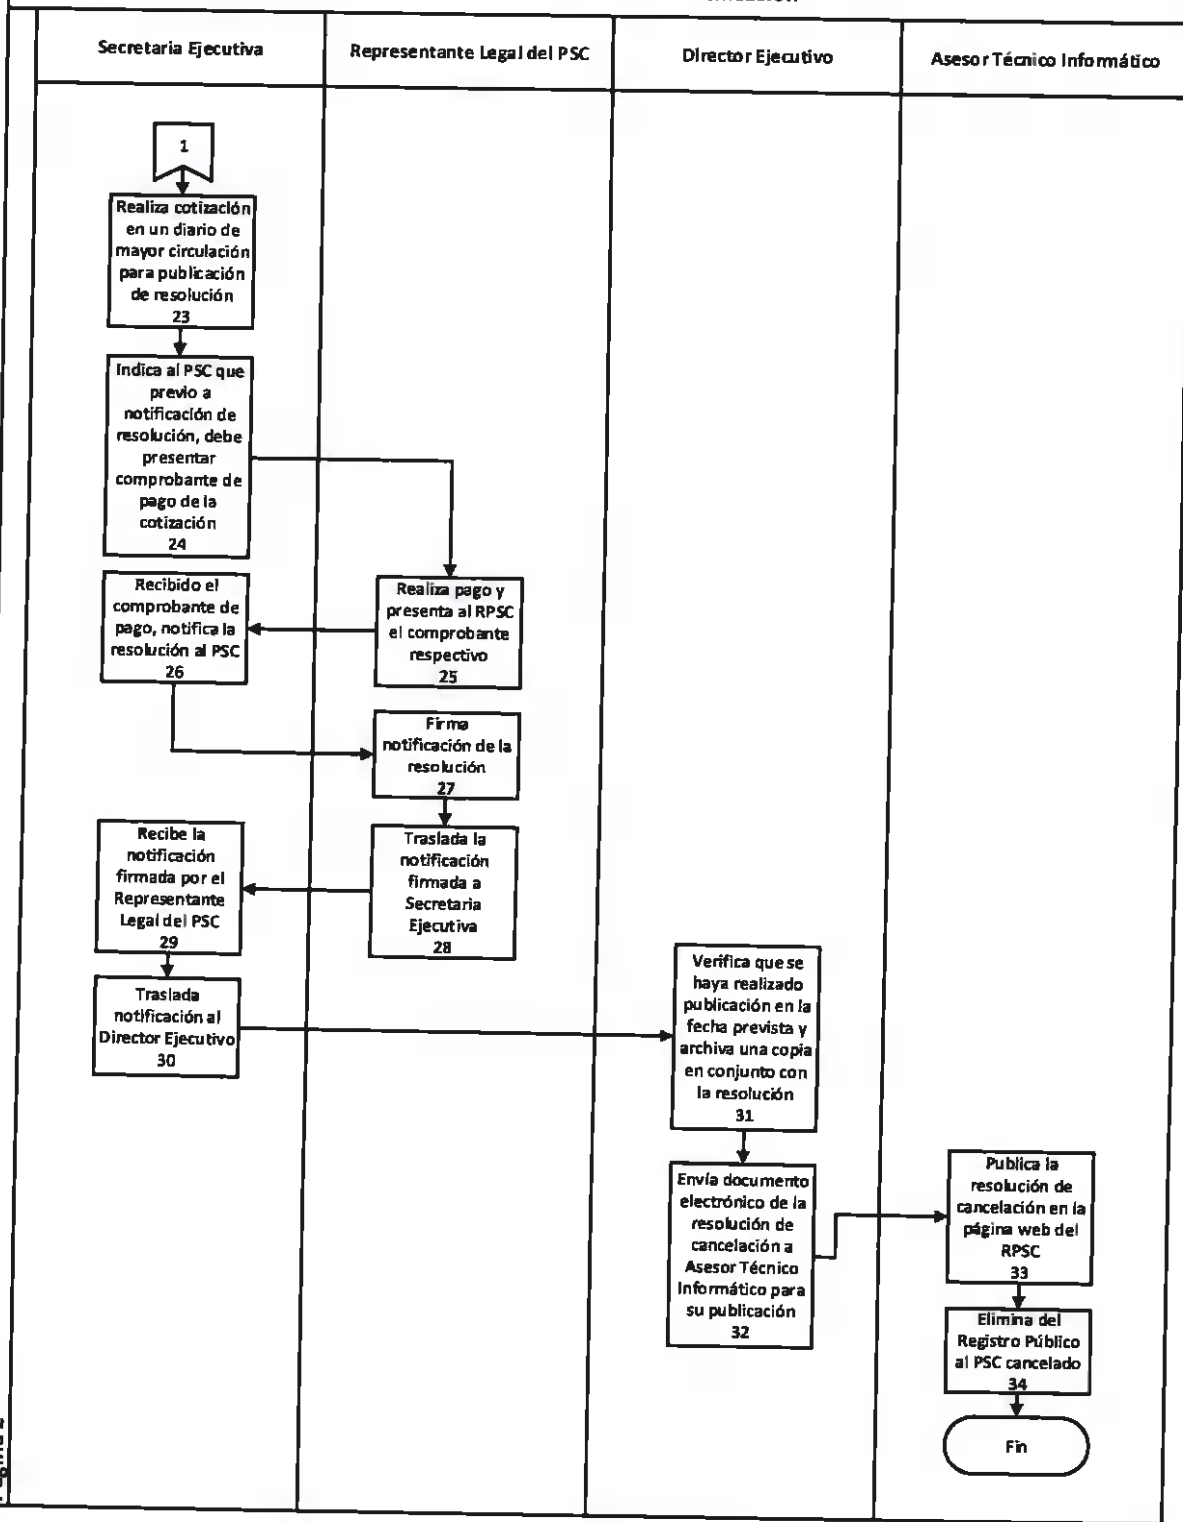 Secretaria Ejecutiva
Representante Legal del PSC
Director Ejecutivo
Asesor Técnico Informático
1
Realiza cotización
en un diario de
mayor circulación
para publicación
de resolución
23
Indica al PSC que
previo a
notificación de
resolución, debe
presentar
comprobante de
pago de la
cotización
24
Realiza pago y
presenta al RPSC
el comprobante
respectivo
25
Recibido el
comprobante de
pago, notifica la
resolución al PSC
26
Firma
notificación de la
resolución
27
Traslada la
notificación
firmada a
Secretaria
Ejecutiva
28
Recibe la
notificación
firmada por el
Representante
Legal del PSC
29
Traslada
notificación al
Director Ejecutivo
30
Verifica que se
haya realizado
publicación en la
fecha prevista y
archiva una copia
en conjunto con
la resolución
31
Envía documento
electrónico de la
resolución de
cancelación a
Asesor Técnico
Informático para
su publicación
32
Publica la
resolución de
cancelación en la
página web del
RPSC
33
Elimina del
Registro Público
al PSC cancelado
34
Fin